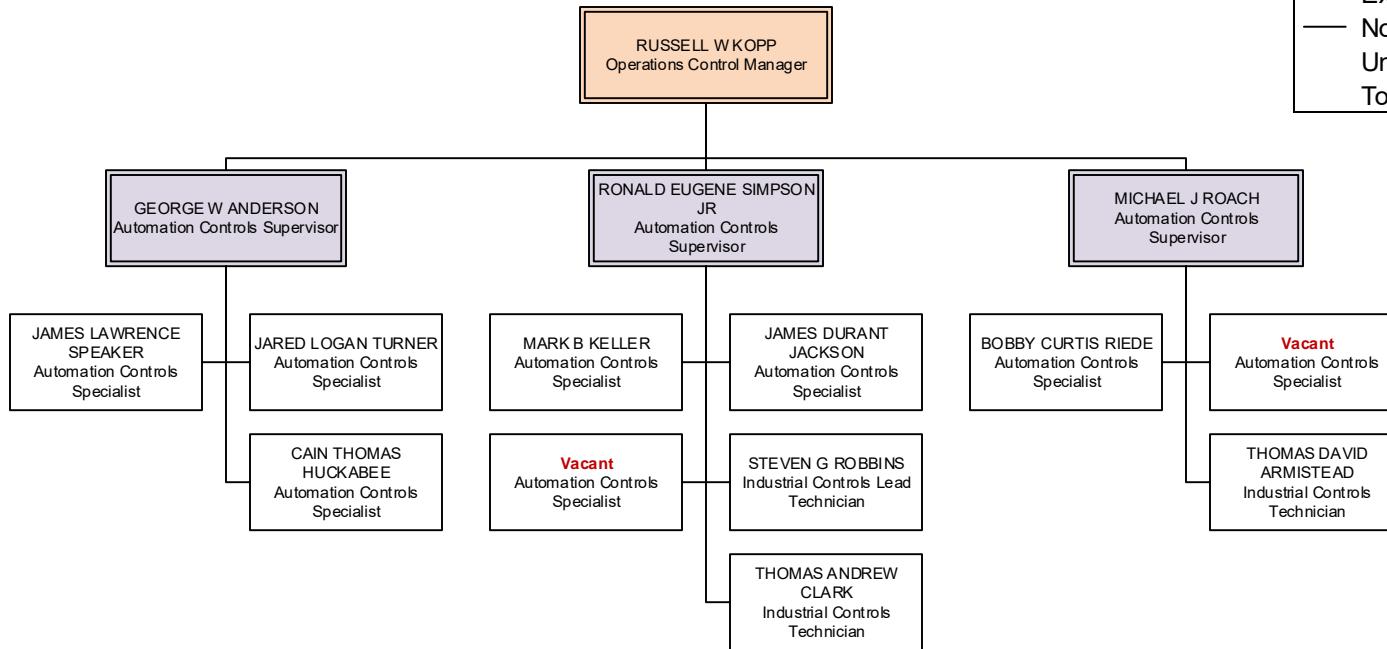 RUSSELL W KOPP
Operations Control Manager
No
GEORGE W ANDERSON
Automation Controls Supervisor
RONALD EUGENE SIMPSON
JR
Automation Controls
Supervisor
MICHAEL J ROACH
Automation Controls
Supervisor
JAMES LAWRENCE
SPEAKER
Automation Controls
Specialist
JARED LOGAN TURNER
Automation Controls
Specialist
CAIN THOMAS
HUCKABEE
Automation Controls
Specialist
MARK B KELLER
Automation Controls
Specialist
JAMES DURANT
JACKSON
Automation Controls
Specialist
Vacant
Automation Controls
Specialist
STEVEN G ROBBINS
Industrial Controls Lead
Technician
THOMAS ANDREW
CLARK
Industrial Controls
Technician
BOBBY CURTIS RIEDE
Automation Controls
Specialist
Vacant
Automation Controls
Specialist
THOMAS DAVID
ARMISTEAD
Industrial Controls
Technician